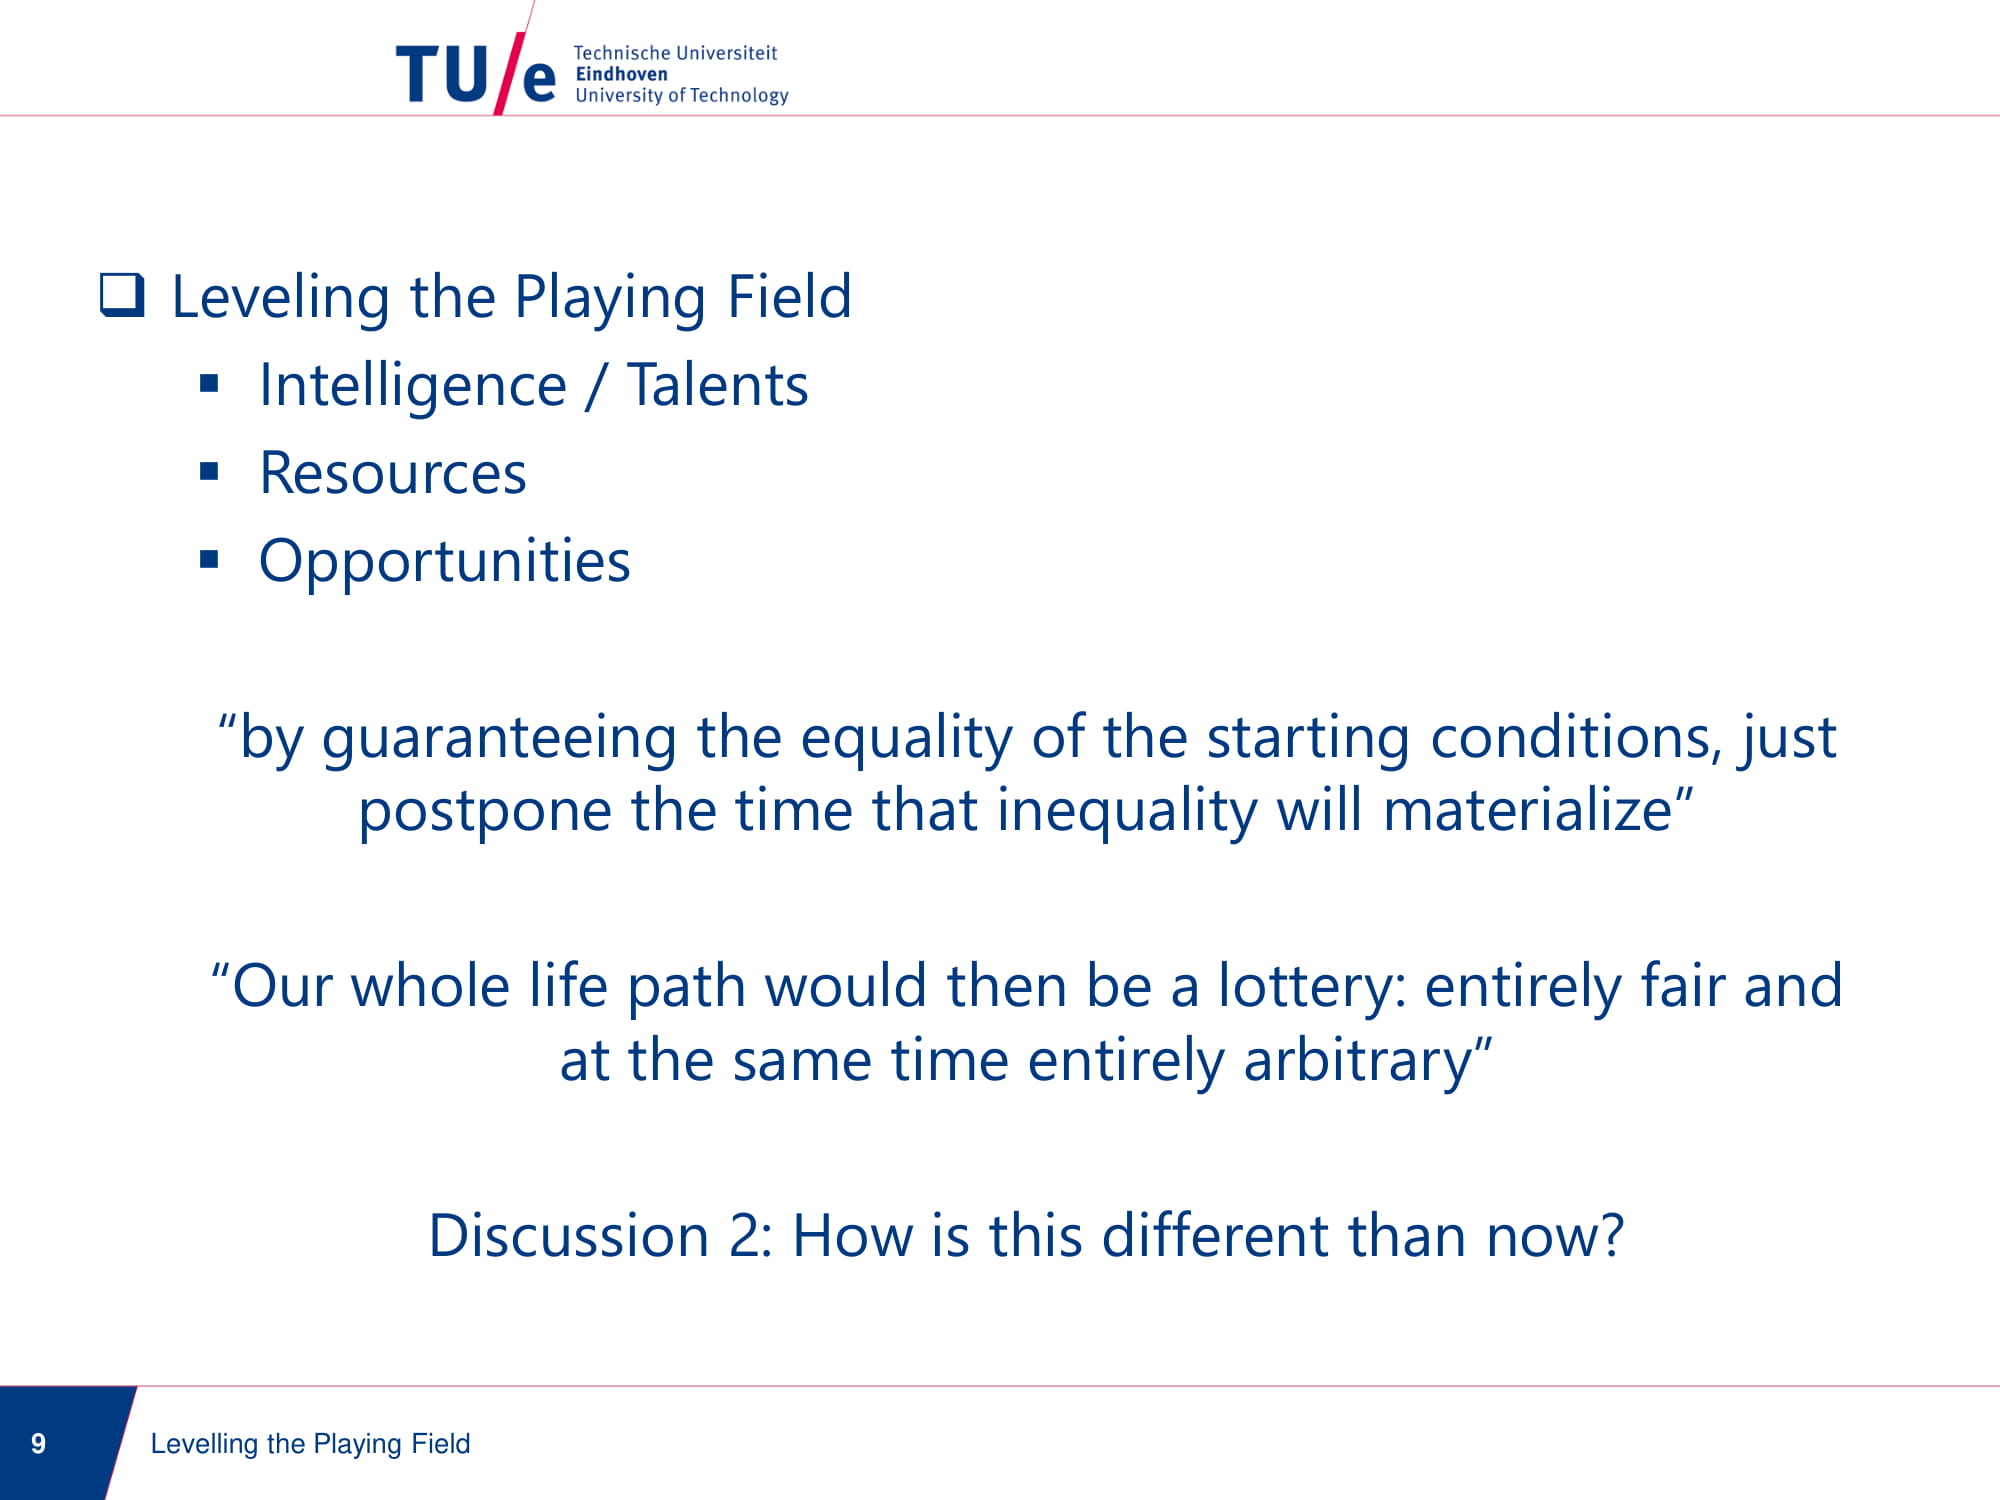 TU/e
Technische Universiteit
Eindhoven
University of Technology
Leveling the Playing Field
Intelligence / Talents
Resources
Opportunities
“by guaranteeing the equality of the starting conditions, just
postpone the time that inequality will materialize”
“Our whole life path would then be a lottery: entirely fair and
at the same time entirely arbitrary”
Discussion 2: How is this different than now?
9
Levelling the Playing Field